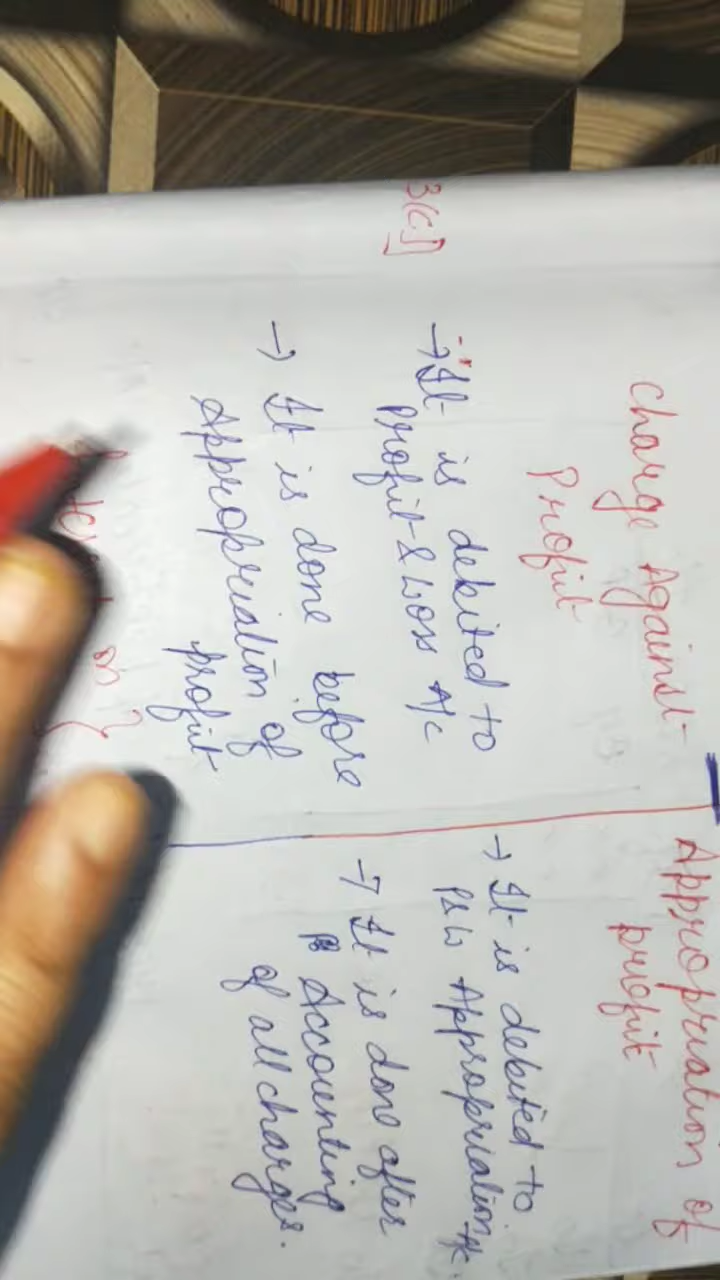 3(c)]
Charge Against
Profit
→ It is debited to
Profit & Loss A/c
→ It is done before
Appropriation of
profit
on }
Appropriation of
profit
→ It is debited to
P&L Appropriation A/c.
→ It is done after
Accounting
of all charges.